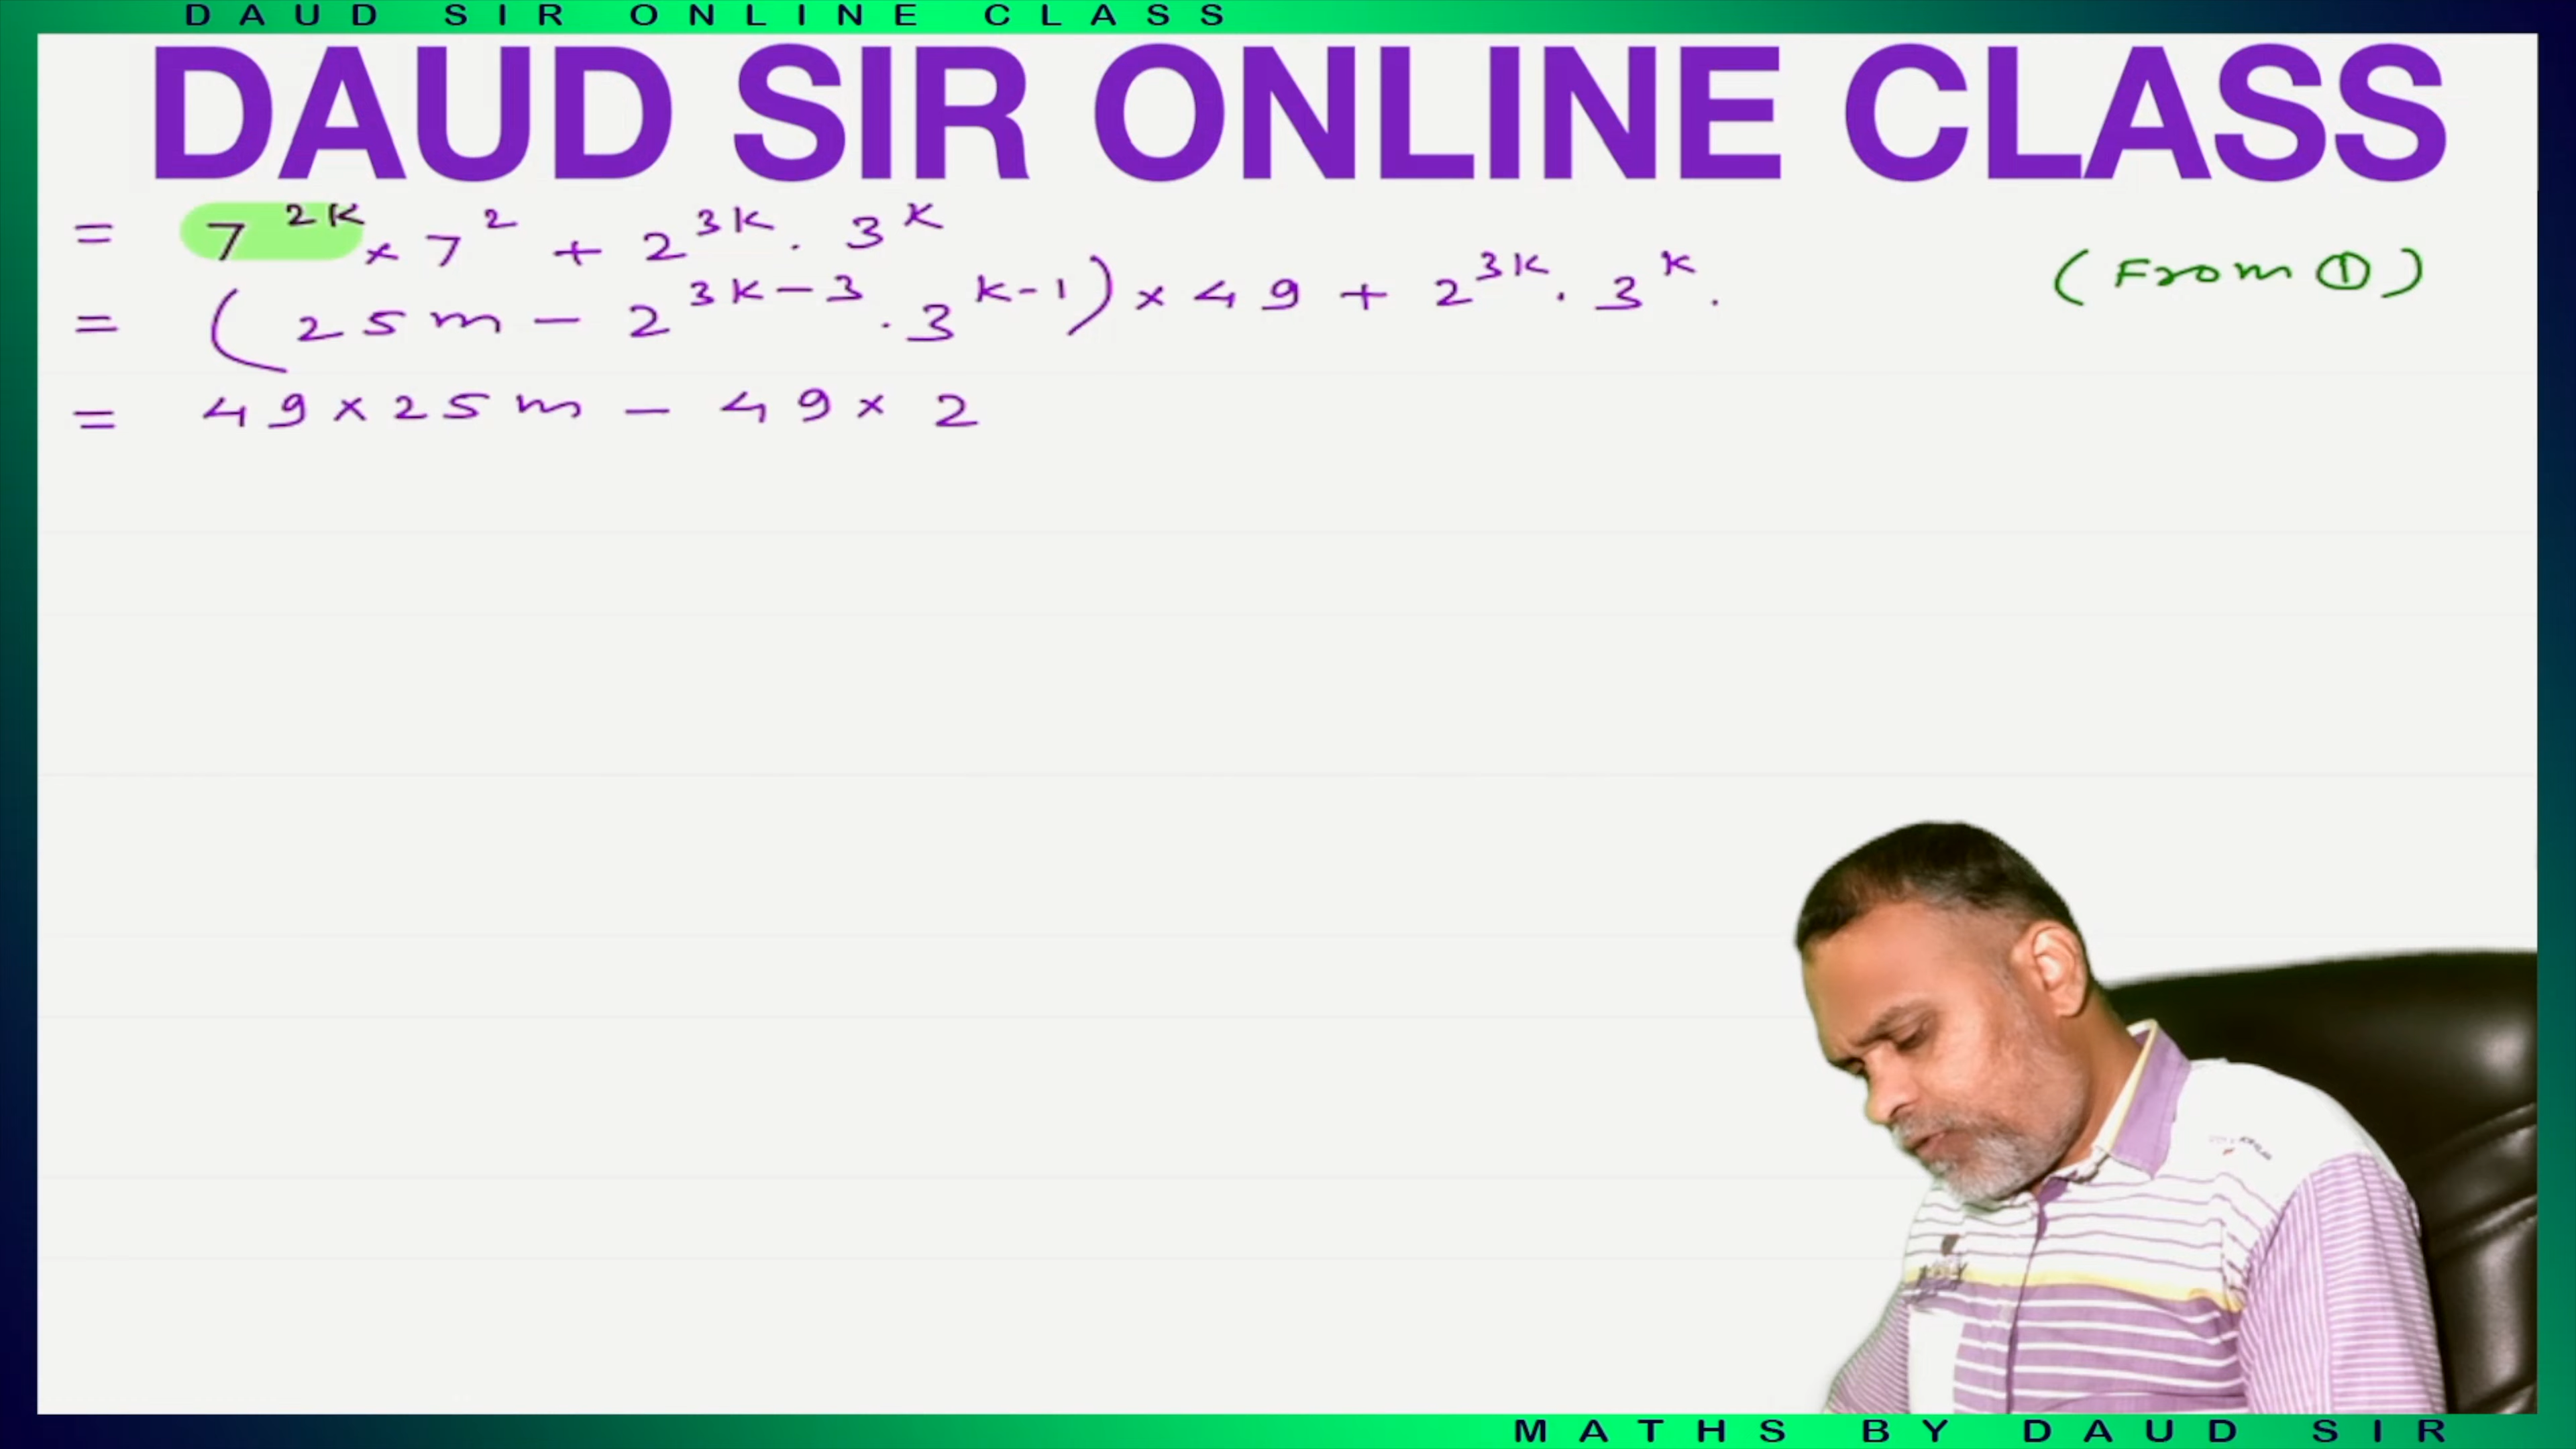 DAUD SIR ONLINE CLASS
DAUD SIR ONLINE CLASS
= 7^{2K} × 7^2 + 2^{3K} . 3^K
= (25m - 2^{3K-3} . 3^{K-1}) × 49 + 2^{3K} . 3^K .
(From ①)
= 49 × 25m - 49 × 2
MATHS BY DAUD SIR